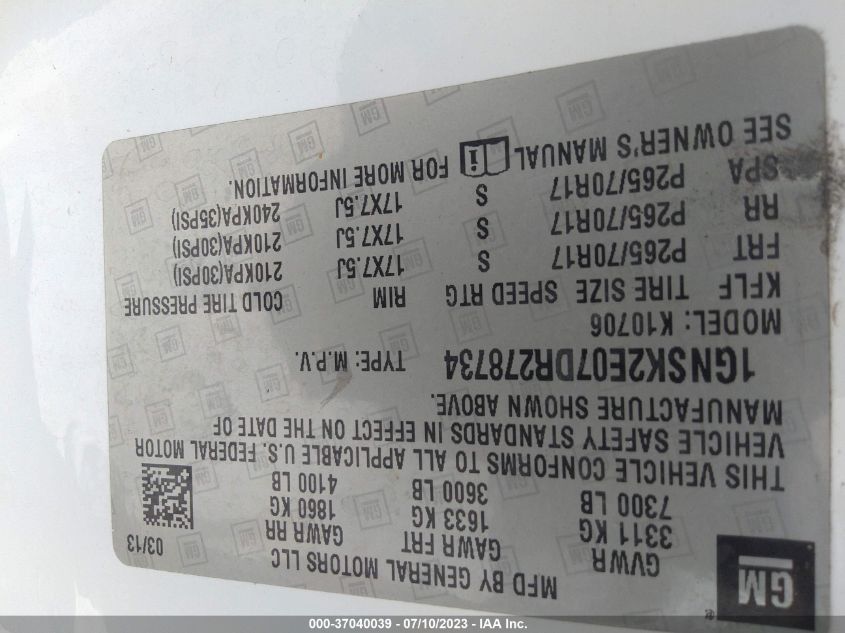 GM
®
MFD BY GENERAL MOTORS LLC
03/13
GVWR GAWR FRT GAWR RR
3311 KG 1633 KG 1860 KG
7300 LB 3600 LB 4100 LB
THIS VEHICLE CONFORMS TO ALL APPLICABLE U.S. FEDERAL MOTOR
VEHICLE SAFETY STANDARDS IN EFFECT ON THE DATE OF
MANUFACTURE SHOWN ABOVE.
1GNSK2E07DR278734 TYPE: M.P.V.
MODEL: K10706
KFLF TIRE SIZE SPEED RTG RIM COLD TIRE PRESSURE
FRT P265/70R17 S 17X7.5J 210KPA(30PSI)
RR P265/70R17 S 17X7.5J 210KPA(30PSI)
SPA P265/70R17 S 17X7.5J 240KPA(35PSI)
SEE OWNER'S MANUAL FOR MORE INFORMATION.
000-37040039 - 07/10/2023 - IAA Inc.